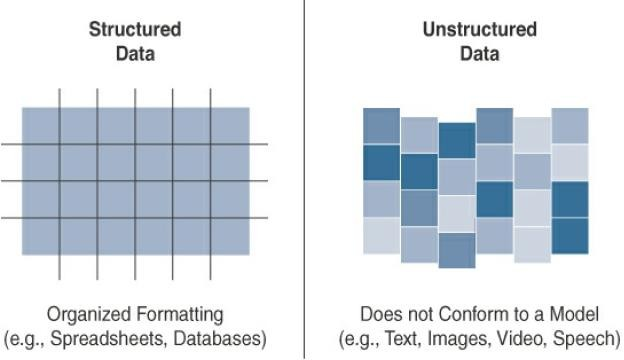 Structured
Data
Organized Formatting
(e.g., Spreadsheets, Databases)
Unstructured
Data
Does not Conform to a Model
(e.g., Text, Images, Video, Speech)